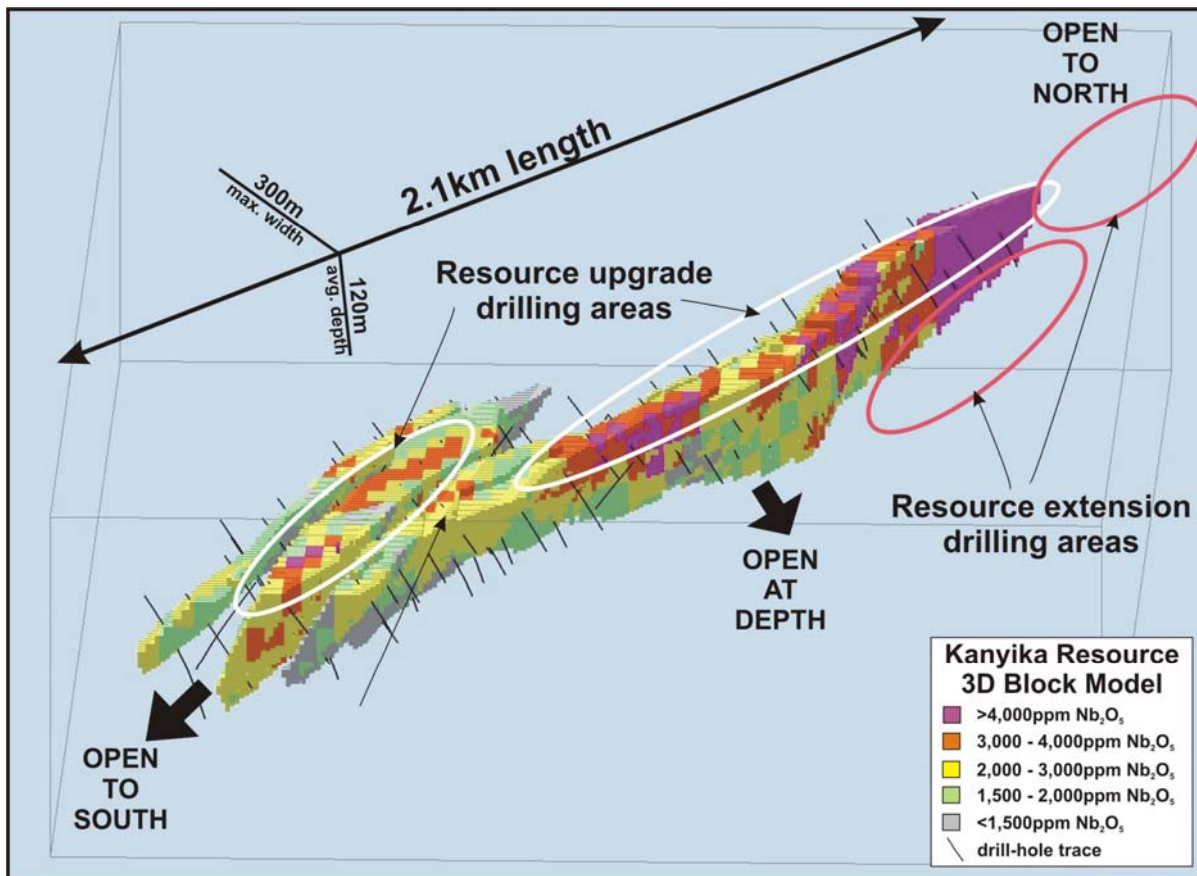 OPEN
TO
NORTH
2.1km length
300m
max. width
120m
avg. depth
Resource upgrade
drilling areas
Resource extension
drilling areas
OPEN
AT
DEPTH
OPEN
TO
SOUTH
Kanyika Resource
3D Block Model
>4,000ppm Nb₂O₅
3,000 - 4,000ppm Nb₂O₅
2,000 - 3,000ppm Nb₂O₅
1,500 - 2,000ppm Nb₂O₅
<1,500ppm Nb₂O₅
drill-hole trace